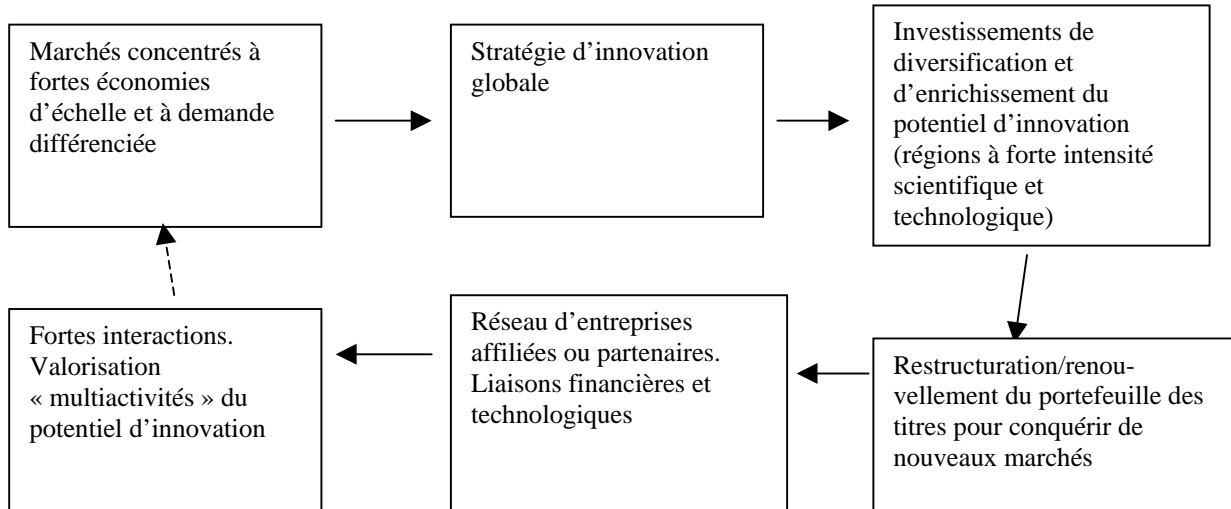 Marchés concentrés à
fortes économies
d’échelle et à demande
différenciée
Stratégie d’innovation
globale
Investissements de
diversification et
d’enrichissement du
potentiel d’innovation
(régions à forte intensité
scientifique et
technologique)
Fortes interactions.
Valorisation
« multiactivités » du
potentiel d’innovation
Réseau d’entreprises
affiliées ou partenaires.
Liaisons financières et
technologiques
Restructuration/renou-
vellement du portefeuille des
titres pour conquérir de
nouveaux marchés